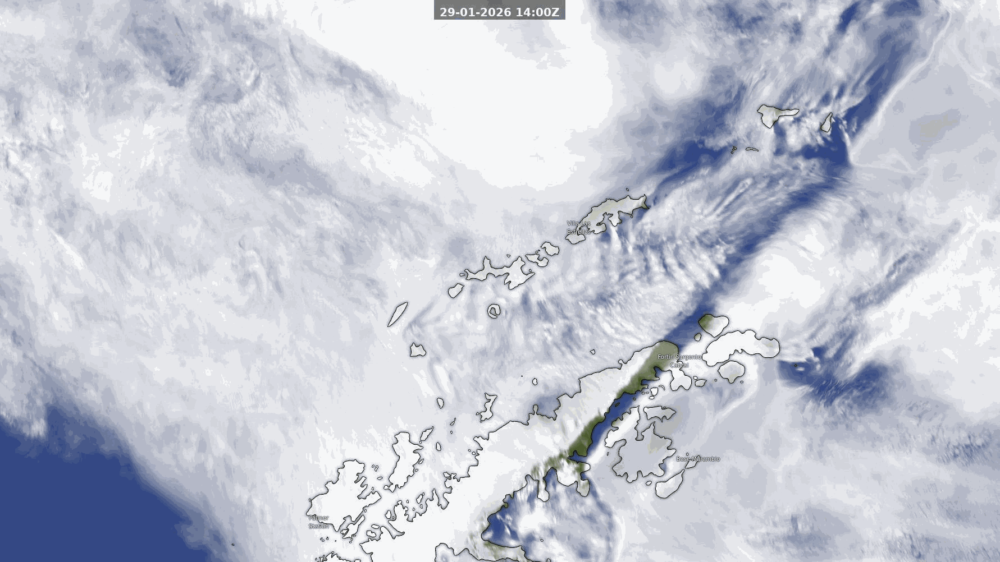 29-01-2026 14:00Z
Villa Las
Estrellas
Fortín Sargento
Cabral
Base Marambio
Palmer
Station